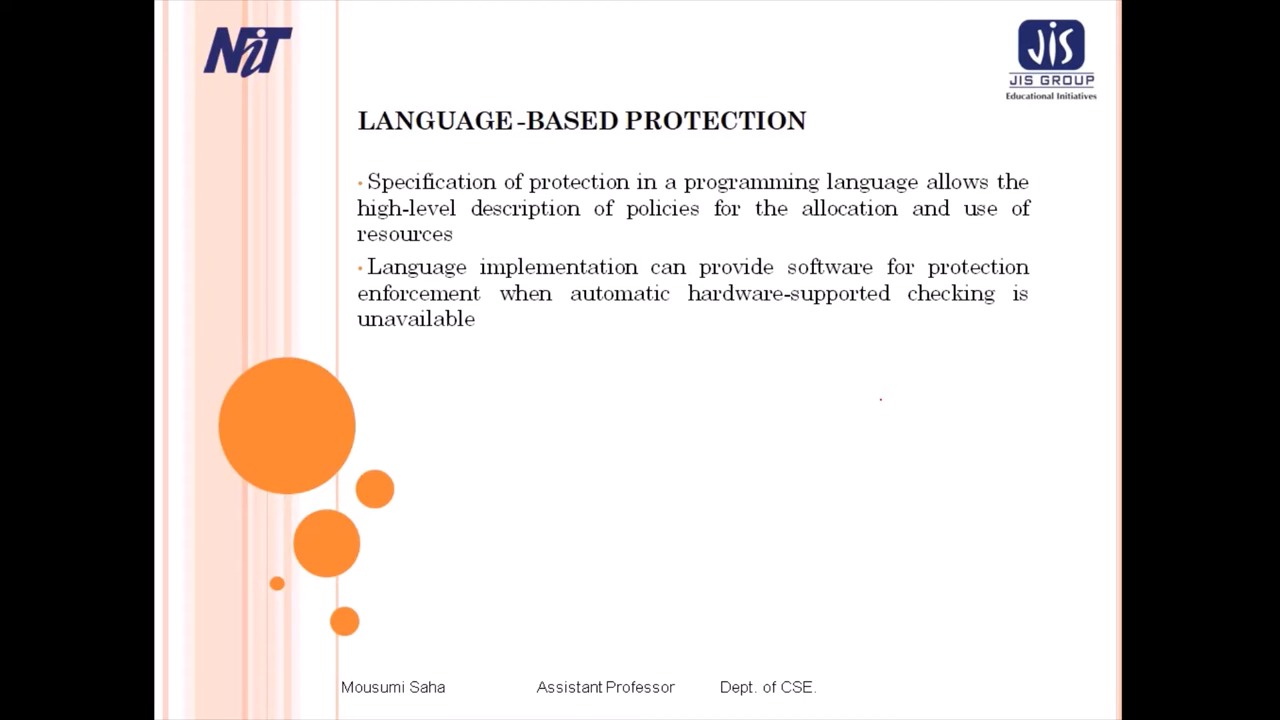 NiT
JIS
JIS GROUP
Educational Initiatives
LANGUAGE-BASED PROTECTION
• Specification of protection in a programming language allows the
high-level description of policies for the allocation and use of
resources
• Language implementation can provide software for protection
enforcement when automatic hardware-supported checking is
unavailable
Mousumi Saha Assistant Professor Dept. of CSE.